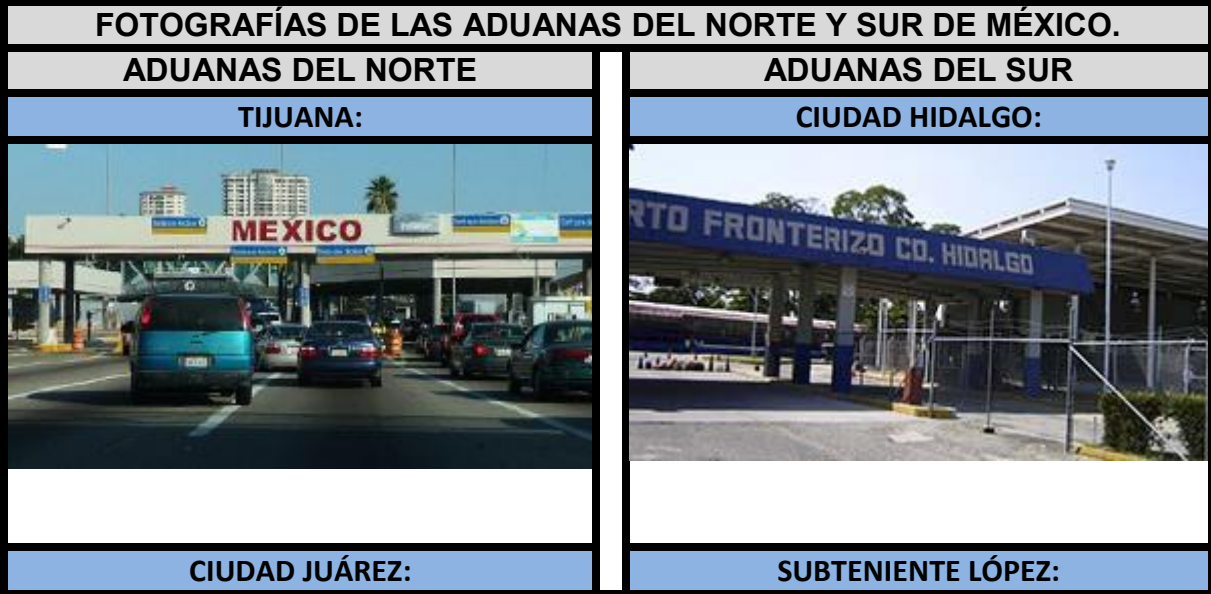 FOTOGRAFÍAS DE LAS ADUANAS DEL NORTE Y SUR DE MÉXICO.
ADUANAS DEL NORTE
ADUANAS DEL SUR
TIJUANA:
CIUDAD HIDALGO:
MEXICO
RTO FRONTERIZO CD. HIDALGO
CIUDAD JUÁREZ:
SUBTENIENTE LÓPEZ: